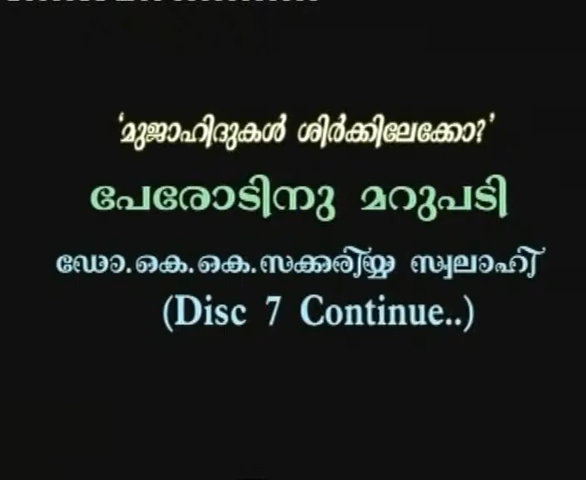 ‘മുജാഹിദുകൾ ശിർക്കിലേക്കോ?’
പേരോടിനു മറുപടി
ഡോ.കെ.കെ.സക്കരിയ്യ സ്വലാഹി
(Disc 7 Continue..)